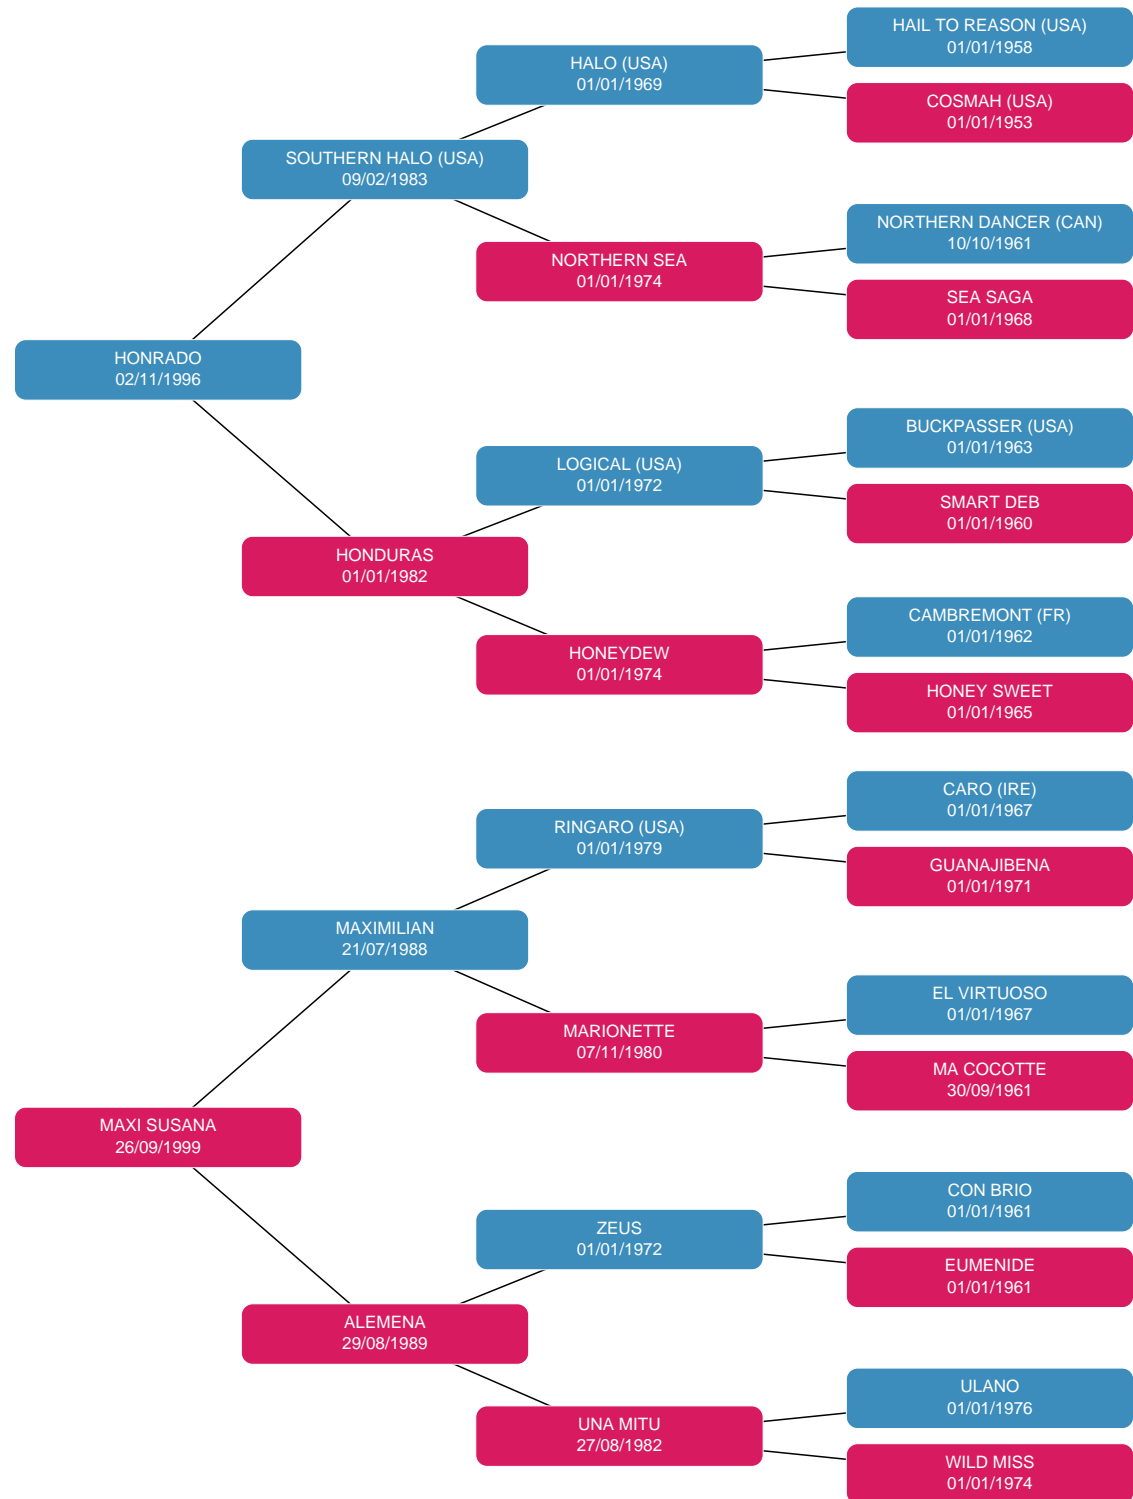 HAIL TO REASON (USA)
01/01/1958
HALO (USA)
01/01/1969
COSMAH (USA)
01/01/1953
SOUTHERN HALO (USA)
09/02/1983
NORTHERN DANCER (CAN)
10/10/1961
NORTHERN SEA
01/01/1974
SEA SAGA
01/01/1968
HONRADO
02/11/1996
BUCKPASSER (USA)
01/01/1963
LOGICAL (USA)
01/01/1972
SMART DEB
01/01/1960
HONDURAS
01/01/1982
CAMBREMONT (FR)
01/01/1962
HONEYDEW
01/01/1974
HONEY SWEET
01/01/1965
CARO (IRE)
01/01/1967
RINGARO (USA)
01/01/1979
GUANAJIBENA
01/01/1971
MAXIMILIAN
21/07/1988
EL VIRTUOSO
01/01/1967
MARIONETTE
07/11/1980
MA COCOTTE
30/09/1961
MAXI SUSANA
26/09/1999
CON BRIO
01/01/1961
ZEUS
01/01/1972
EUMENIDE
01/01/1961
ALEMENA
29/08/1989
ULANO
01/01/1976
UNA MITU
27/08/1982
WILD MISS
01/01/1974